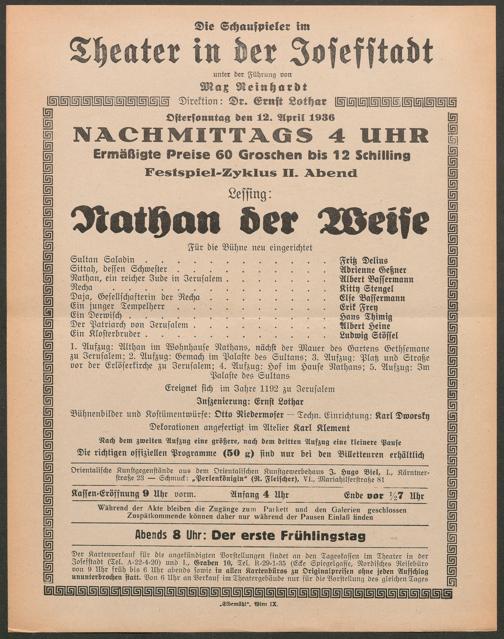 Die Schauspieler im
Theater in der Josefstadt
unter der Führung von
Max Reinhardt
Direktion: Dr. Ernst Lothar
Ostersonntag den 12. April 1936
NACHMITTAGS 4 UHR
Ermäßigte Preise 60 Groschen bis 12 Schilling
Festspiel-Zyklus II. Abend
Lessing:
Nathan der Weise
Für die Bühne neu eingerichtet
Sultan Saladin . . . . . . . . . . . . Fritz Delius
Sittah, dessen Schwester . . . . . . . . . . . Adrienne Geßner
Nathan, ein reicher Jude in Jerusalem . . . . . . . . . Albert Bassermann
Recha . . . . . . . . . . . . . Kitty Stengel
Daja, Gesellschafterin der Recha . . . . . . . . . . Else Bassermann
Ein junger Tempelherr . . . . . . . . . . . Erik Frey
Ein Derwisch . . . . . . . . . . . . Hans Thimig
Der Patriarch von Jerusalem . . . . . . . . . . Albert Heine
Ein Klosterbruder . . . . . . . . . . . . Ludwig Stössel
1. Aufzug: Althan im Wohnhause Nathans, nächst der Mauer des Gartens Gethsemane
zu Jerusalem; 2. Aufzug: Gemach im Palaste des Sultans; 3. Aufzug: Platz und Straße
vor der Erlöserkirche zu Jerusalem; 4. Aufzug: Hof im Hause Nathans; 5. Aufzug: Im
Palaste des Sultans
Ereignet sich im Jahre 1192 zu Jerusalem
Inszenierung: Ernst Lothar
Bühnenbilder und Kostümentwürfe: Otto Niedermoser — Techn. Einrichtung: Karl Dworsky
Dekorationen angefertigt im Atelier Karl Klement
Nach dem zweiten Aufzug eine größere, nach dem dritten Aufzug eine kleinere Pause
Die richtigen offiziellen Programme (50 g) sind nur bei den Billetteuren erhältlich
Orientalische Kunstgegenstände aus dem Orientalischen Kunstgewerbehaus J. Hugo Biel, I., Kärntner-
straße 23 — Schmuck: „Perlenkönigin" (R. Fleischer), VI., Mariahilferstraße 81
Kassen-Eröffnung 9 Uhr vorm. Anfang 4 Uhr Ende vor ½7 Uhr
Während der Akte bleiben die Zugänge zum Parkett und den Galerien geschlossen
Zuspätkommende können daher nur während der Pausen Einlaß finden
Abends 8 Uhr: Der erste Frühlingstag
Der Kartenverkauf für die angekündigten Vorstellungen findet an den Tageskassen im Theater in der
Josefstadt (Tel. A-22-4-20) und I., Graben 10, Tel. R-29-1-35 (Ecke Spiegelgasse, Nordisches Reisebüro
von 9 Uhr früh bis 6 Uhr abends sowie in allen Kartenbüros zu Originalpreisen ohne jeden Aufschlag
ununterbrochen statt. Von 6 Uhr an Verkauf im Theatergebäude nur für die Vorstellung des gleichen Tages
„Elbemühl", Wien IX.